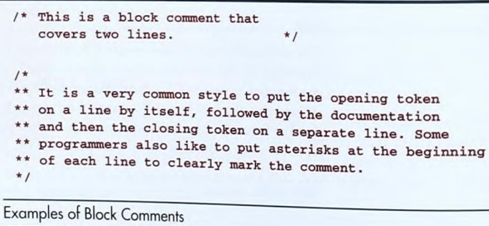 /* This is a block comment that
covers two lines. */
/*
** It is a very common style to put the opening token
** on a line by itself, followed by the documentation
** and then the closing token on a separate line. Some
** programmers also like to put asterisks at the beginning
** of each line to clearly mark the comment.
*/
Examples of Block Comments